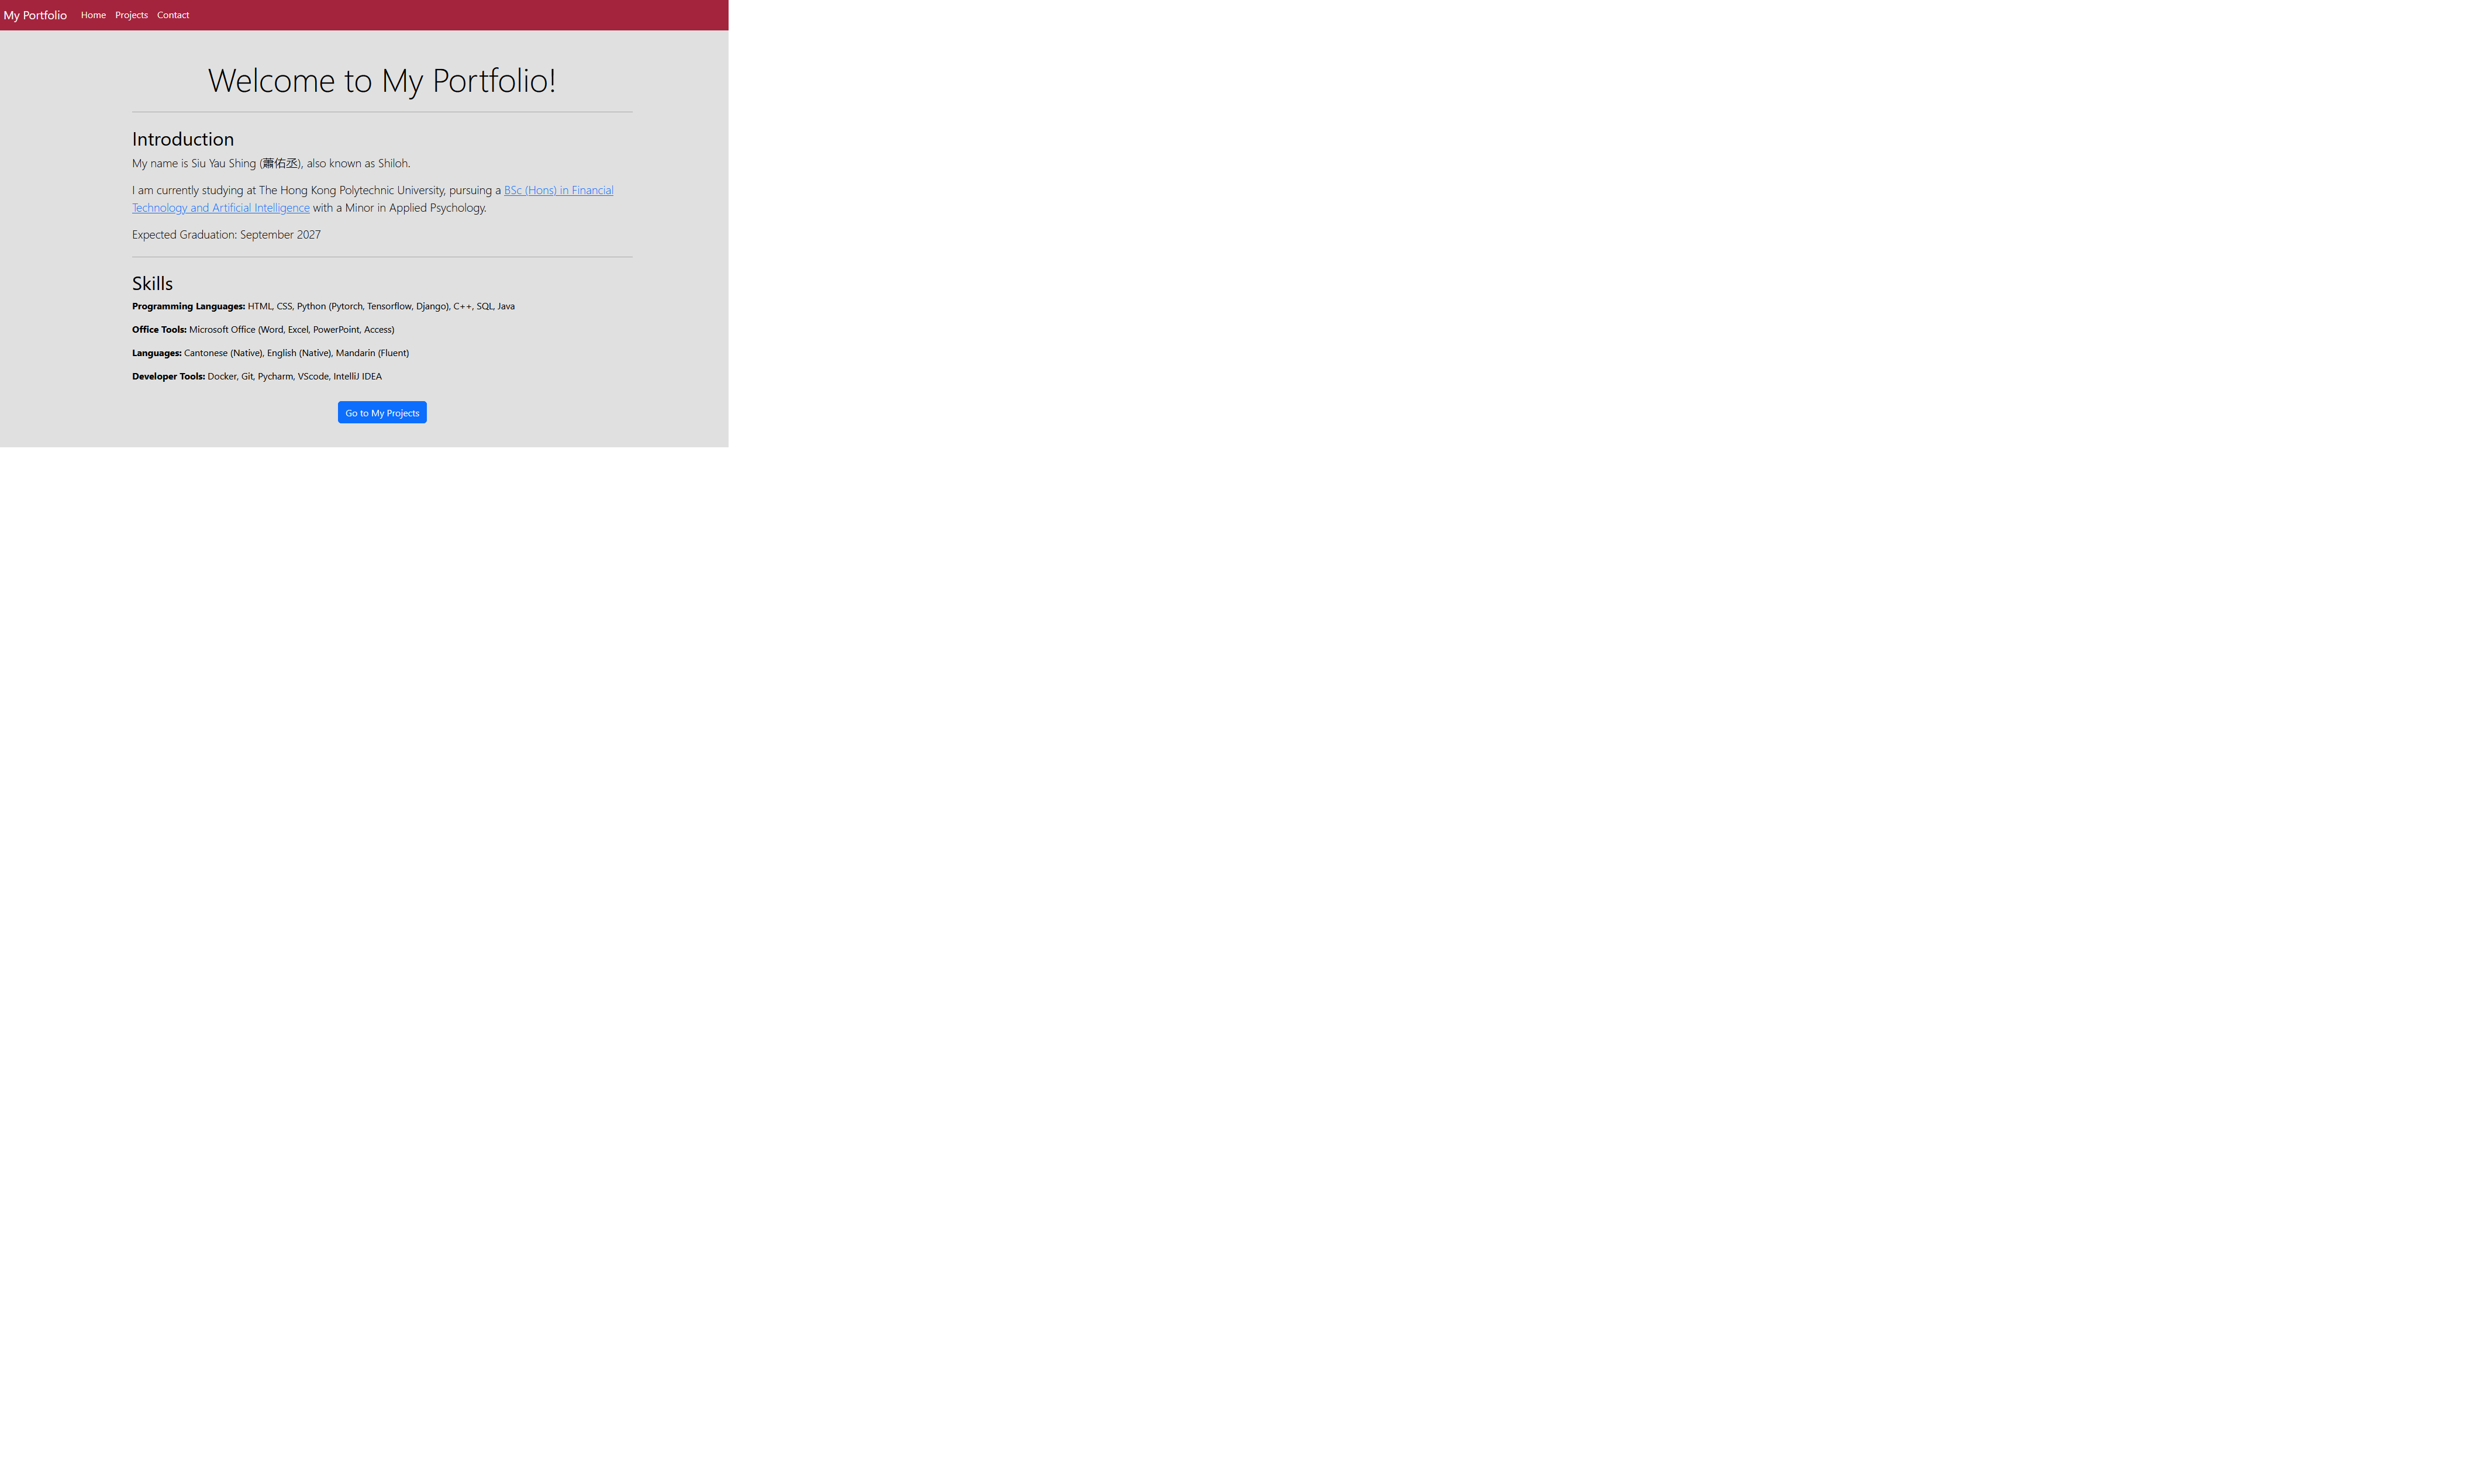 My Portfolio Home Projects Contact
Welcome to My Portfolio!
Introduction
My name is Siu Yau Shing (蕭佑丞), also known as Shiloh.
I am currently studying at The Hong Kong Polytechnic University, pursuing a BSc (Hons) in Financial
Technology and Artificial Intelligence with a Minor in Applied Psychology.
Expected Graduation: September 2027
Skills
Programming Languages: HTML, CSS, Python (Pytorch, Tensorflow, Django), C++, SQL, Java
Office Tools: Microsoft Office (Word, Excel, PowerPoint, Access)
Languages: Cantonese (Native), English (Native), Mandarin (Fluent)
Developer Tools: Docker, Git, Pycharm, VScode, IntelliJ IDEA
Go to My Projects